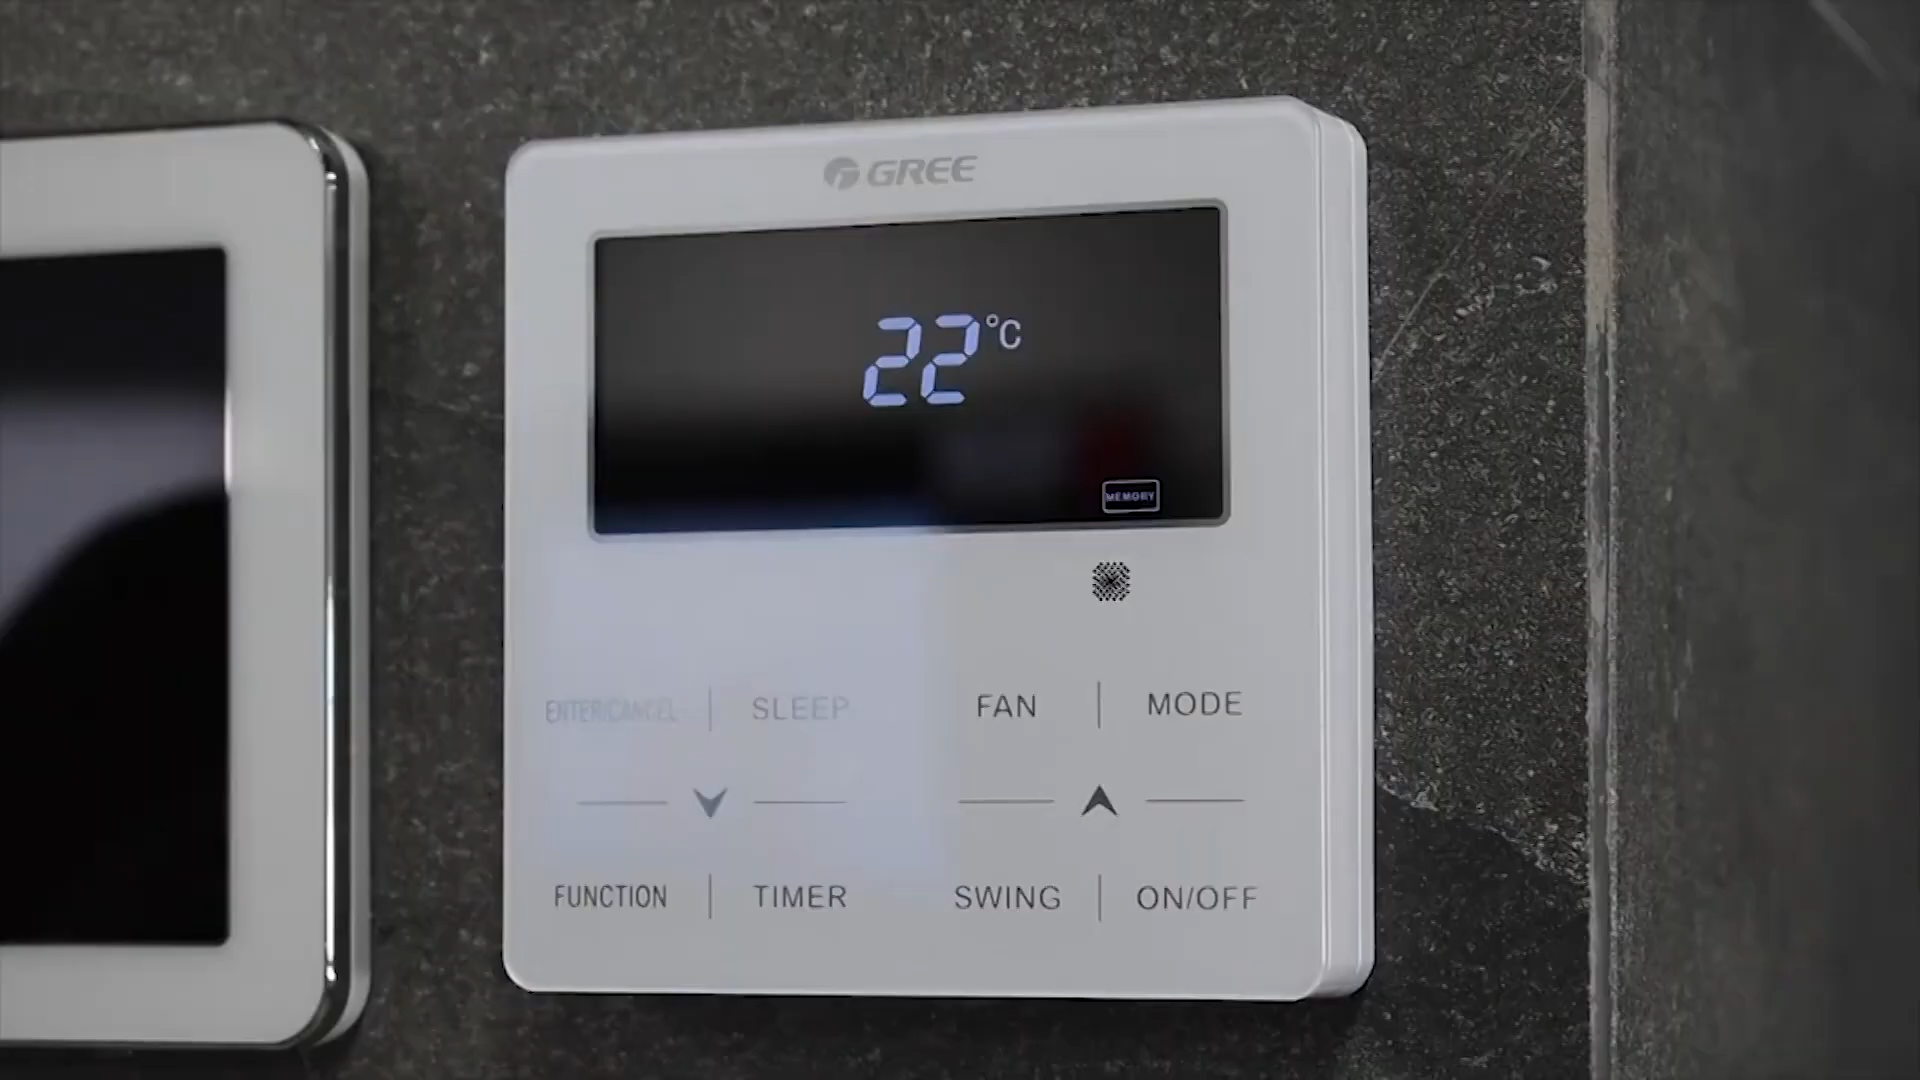 GREE
22°C
MEMORY
ENTER/CANCEL SLEEP FAN MODE
FUNCTION TIMER SWING ON/OFF